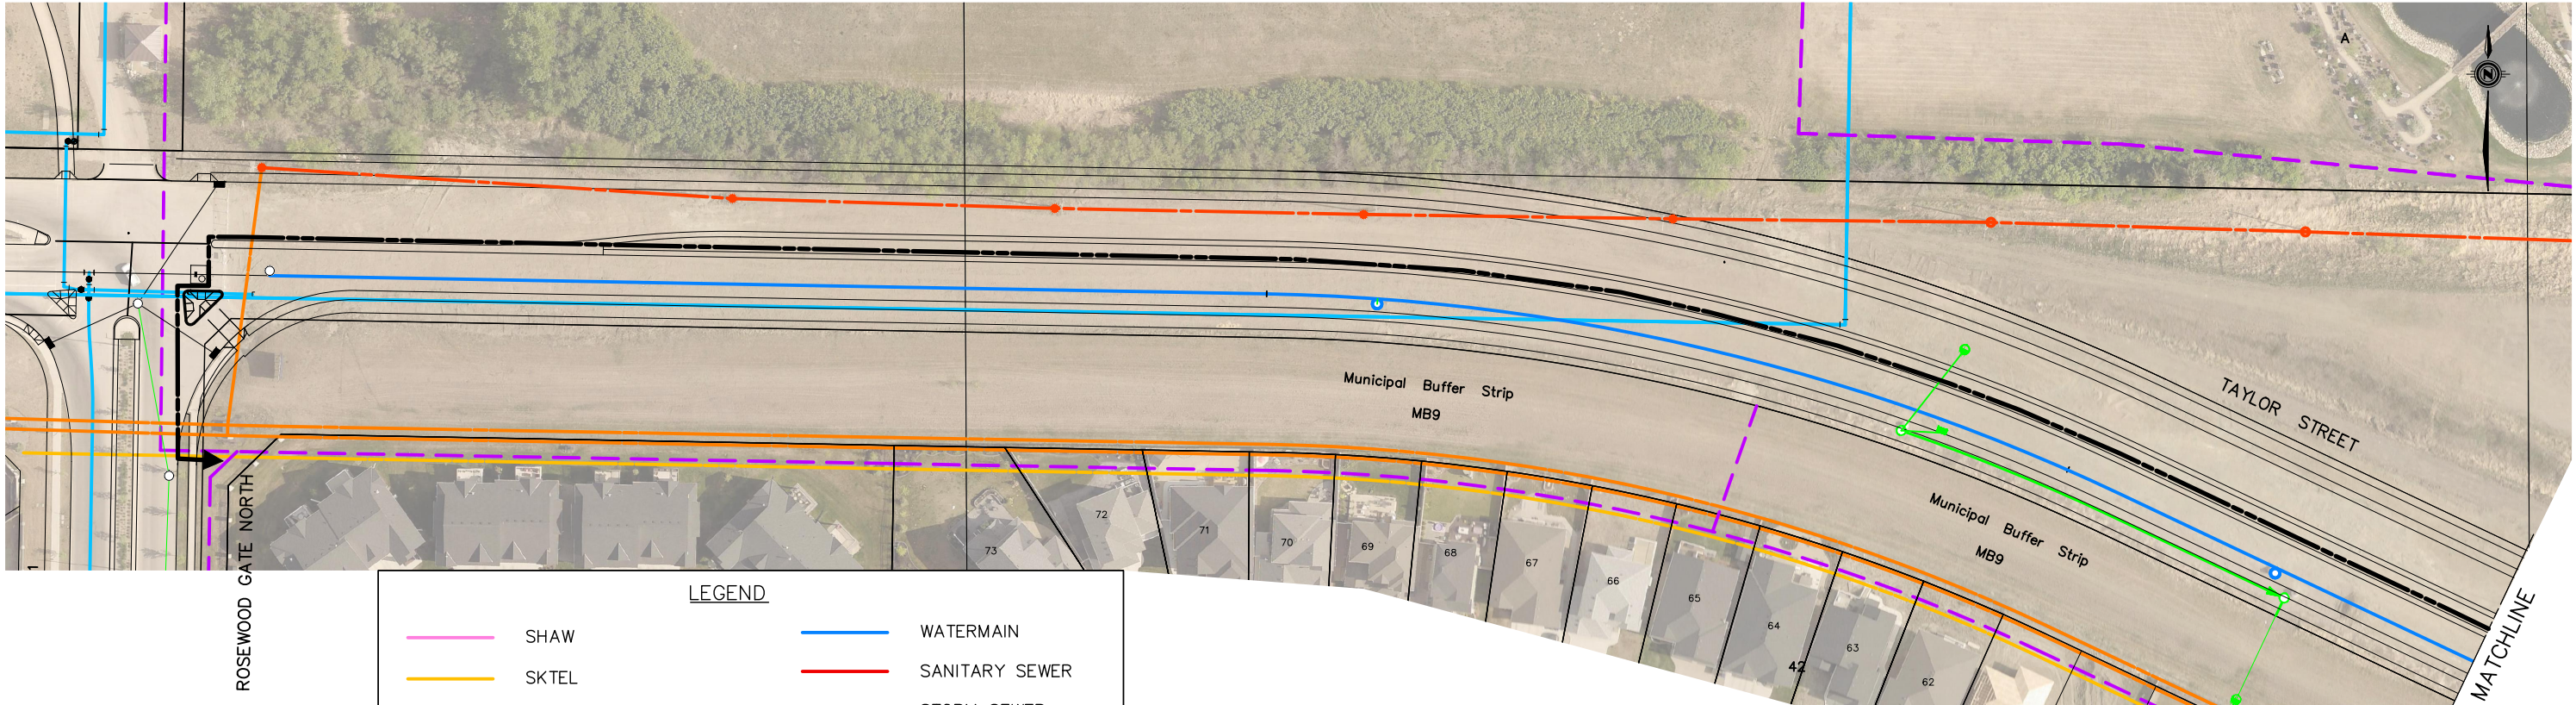 A
N
TAYLOR STREET
Municipal Buffer Strip
MB9
Municipal Buffer Strip
MB9
ROSEWOOD GATE NORTH
1
73
72
71
70
69
68
67
66
65
64
63
62
42
MATCHLINE
LEGEND
SHAW
WATERMAIN
SKTEL
SANITARY SEWER